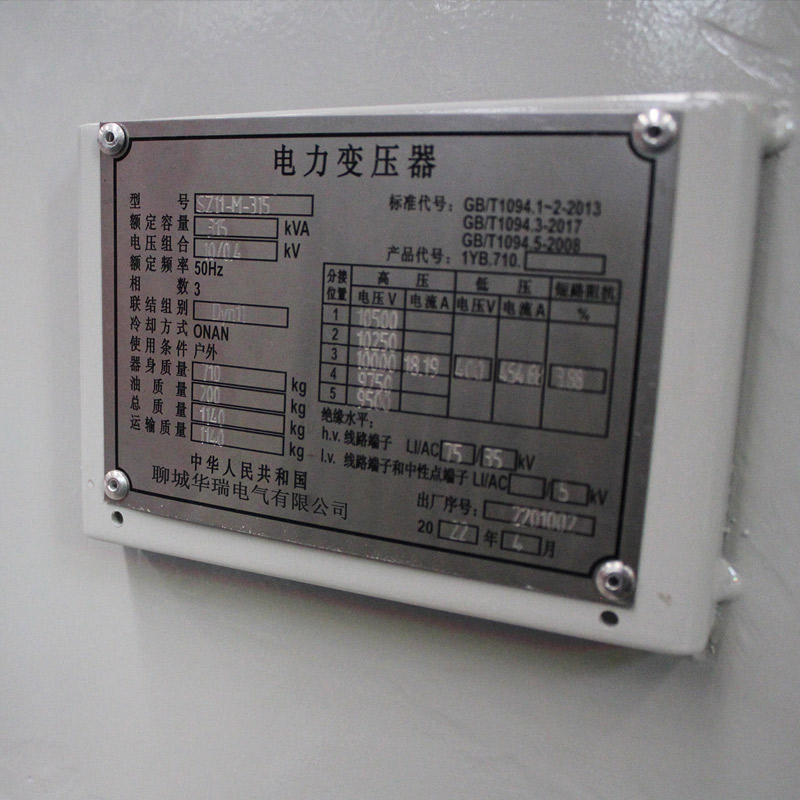 电力变压器
型 号 SZ11-M-315
额定容量 315 kVA
电压组合 10/0.4 kV
额定频率 50Hz
相 数 3
联结组别 Dyn11
冷却方式 ONAN
使用条件 户外
器身质量 710 kg
油质量 200 kg
总质量 1140 kg
运输质量 1140 kg
中华人民共和国
聊城华瑞电气有限公司
标准代号: GB/T1094.1~2-2013
GB/T1094.3-2017
GB/T1094.5-2008
产品代号: 1YB.710.
分接位置 高压 低压 短路阻抗
电压V 电流A 电压V 电流A %
1 10500
2 10250
3 10000 18.19 400 3.88
4 9750
5 9500
绝缘水平:
h.v. 线路端子 LI/AC 75 / 35 kV
l.v. 线路端子和中性点端子 LI/AC / 5 kV
出厂序号: 2201007
20 22 年 4 月